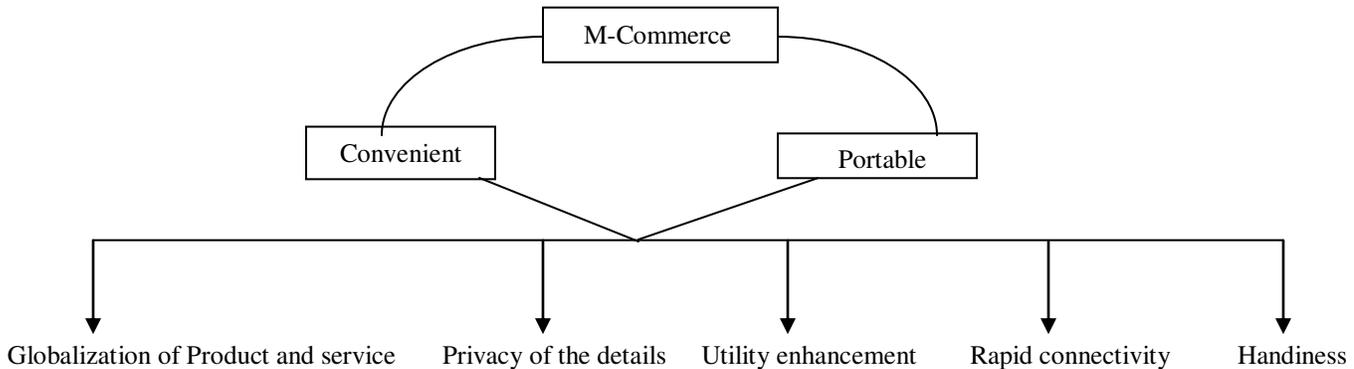 M-Commerce
Convenient
Portable
Globalization of Product and service
Privacy of the details
Utility enhancement
Rapid connectivity
Handiness